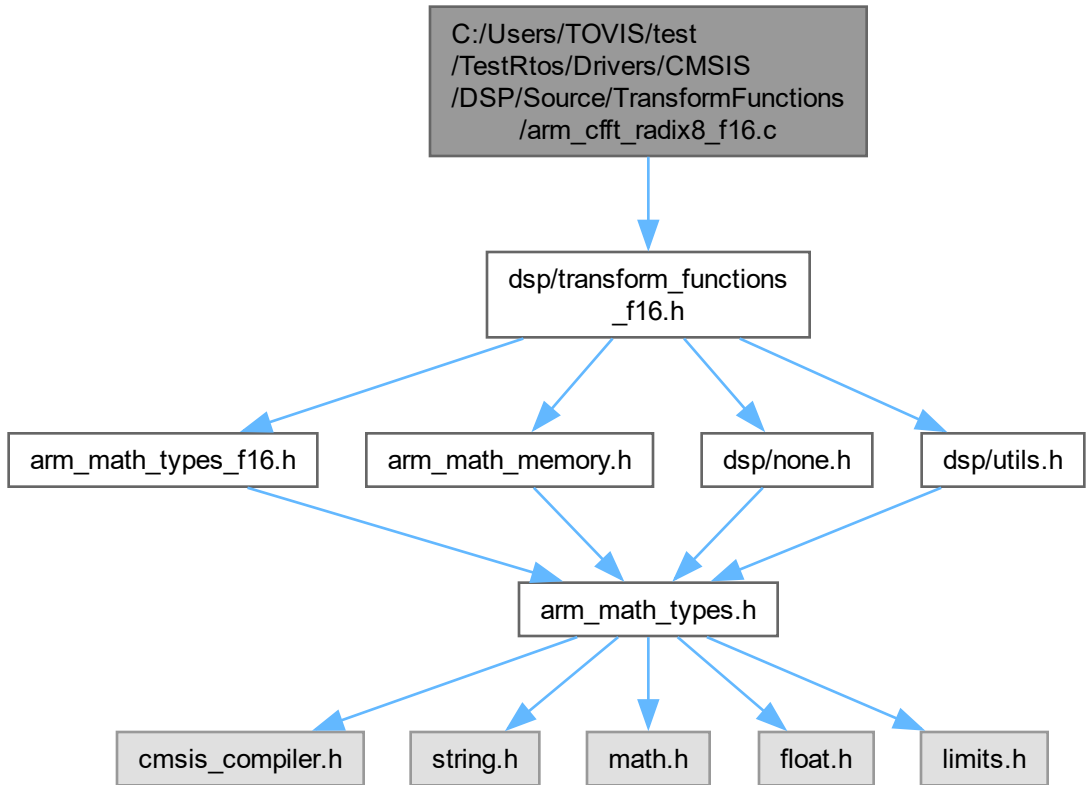 C:/Users/TOVIS/test
/TestRtos/Drivers/CMSIS
/DSP/Source/TransformFunctions
/arm_cfft_radix8_f16.c
dsp/transform_functions
_f16.h
arm_math_types_f16.h
arm_math_memory.h
dsp/none.h
dsp/utils.h
arm_math_types.h
cmsis_compiler.h
string.h
math.h
float.h
limits.h